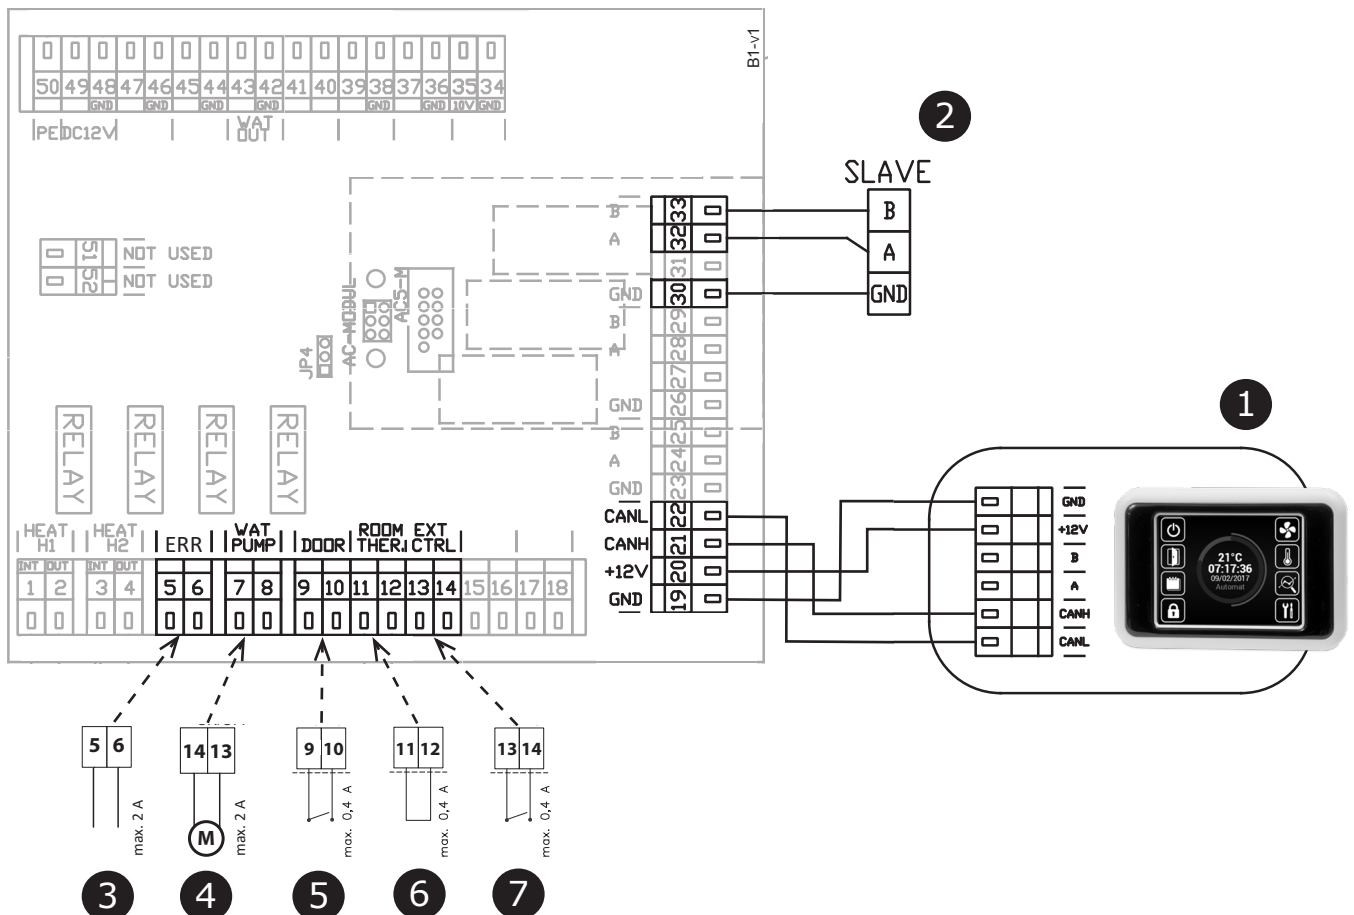 B1-v1
50 49 48 47 46 45 44 43 42 41 40 39 38 37 36 35 34
GND GND GND GND GND GND 10V GND
PE DC12V WAT OUT
2
SLAVE
B
A
GND
51 NOT USED
52 NOT USED
B 33
A 32
31
GND 30
B 29
A 28
27
GND 26
B 25
A 24
GND 23
CANL 22
CANH 21
+12V 20
GND 19
JP4
AC-MODUL
ACS-M
RELAY RELAY RELAY RELAY
1
GND
+12V
B
A
CANH
CANL
21°C
07:17:36
09/02/2017
Automat
HEAT H1 HEAT H2 ERR WAT PUMP DOOR ROOM THER. EXT CTRL
INT OUT INT OUT
1 2 3 4 5 6 7 8 9 10 11 12 13 14 15 16 17 18
5 6
max. 2 A
14 13
M
max. 2 A
9 10
max. 0,4 A
11 12
max. 0,4 A
13 14
max. 0,4 A
3 4 5 6 7